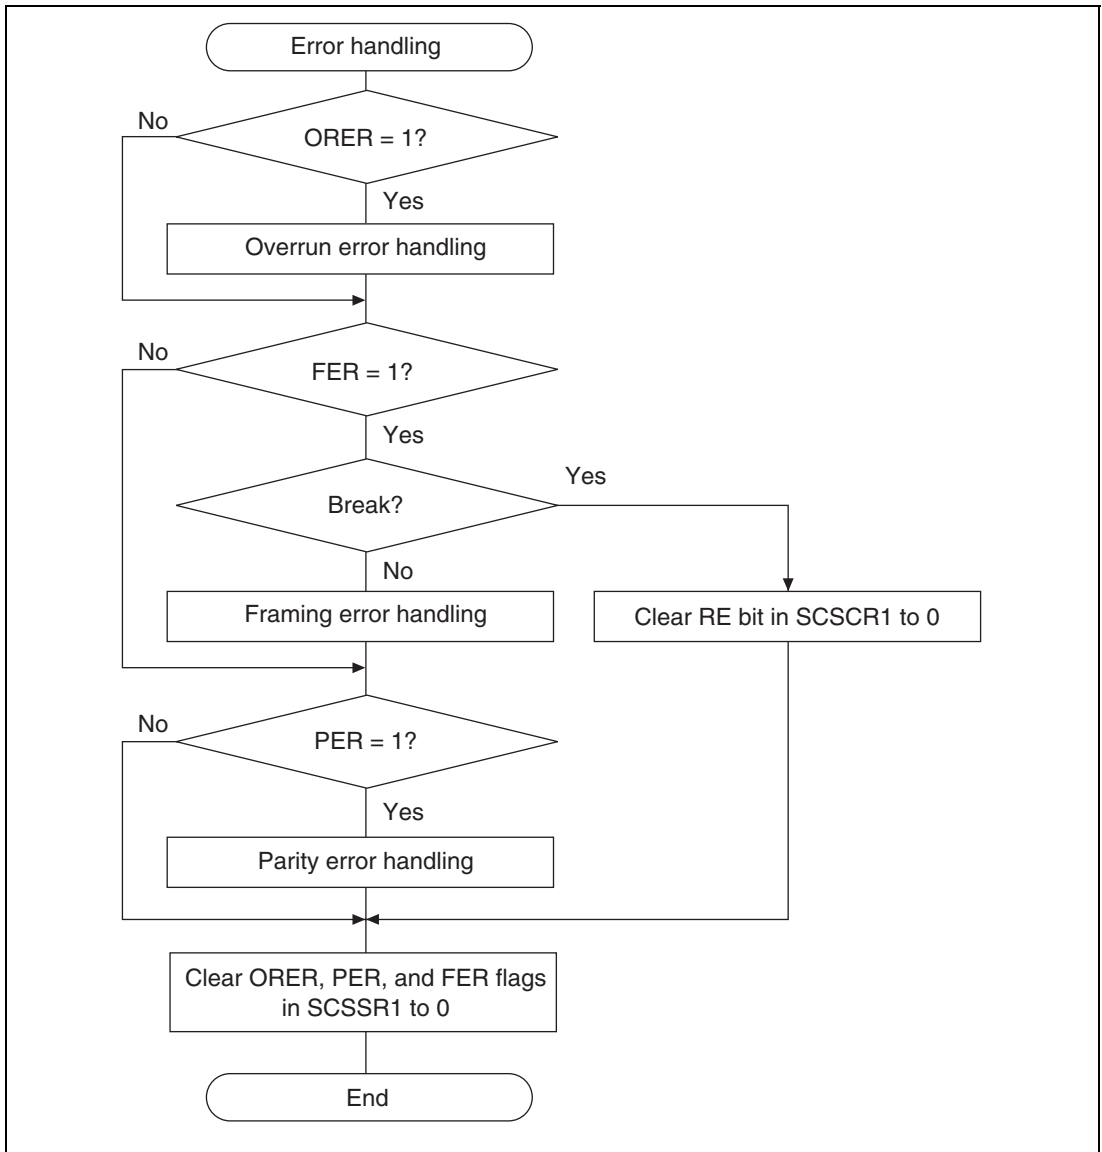 Error handling
No
ORER = 1?
Yes
Overrun error handling
No
FER = 1?
Yes
Yes
Break?
No
Framing error handling
Clear RE bit in SCSCR1 to 0
No
PER = 1?
Yes
Parity error handling
Clear ORER, PER, and FER flags
in SCSSR1 to 0
End